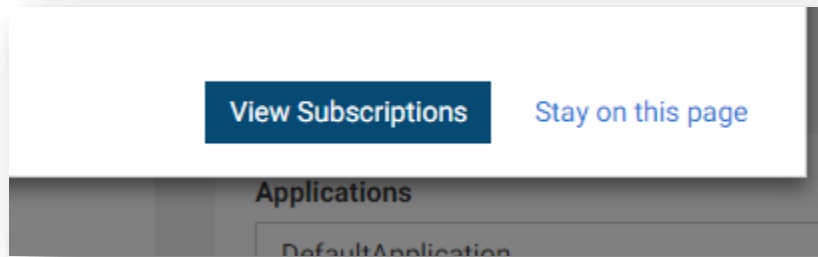 View Subscriptions Stay on this page
Applications
DefaultApplication